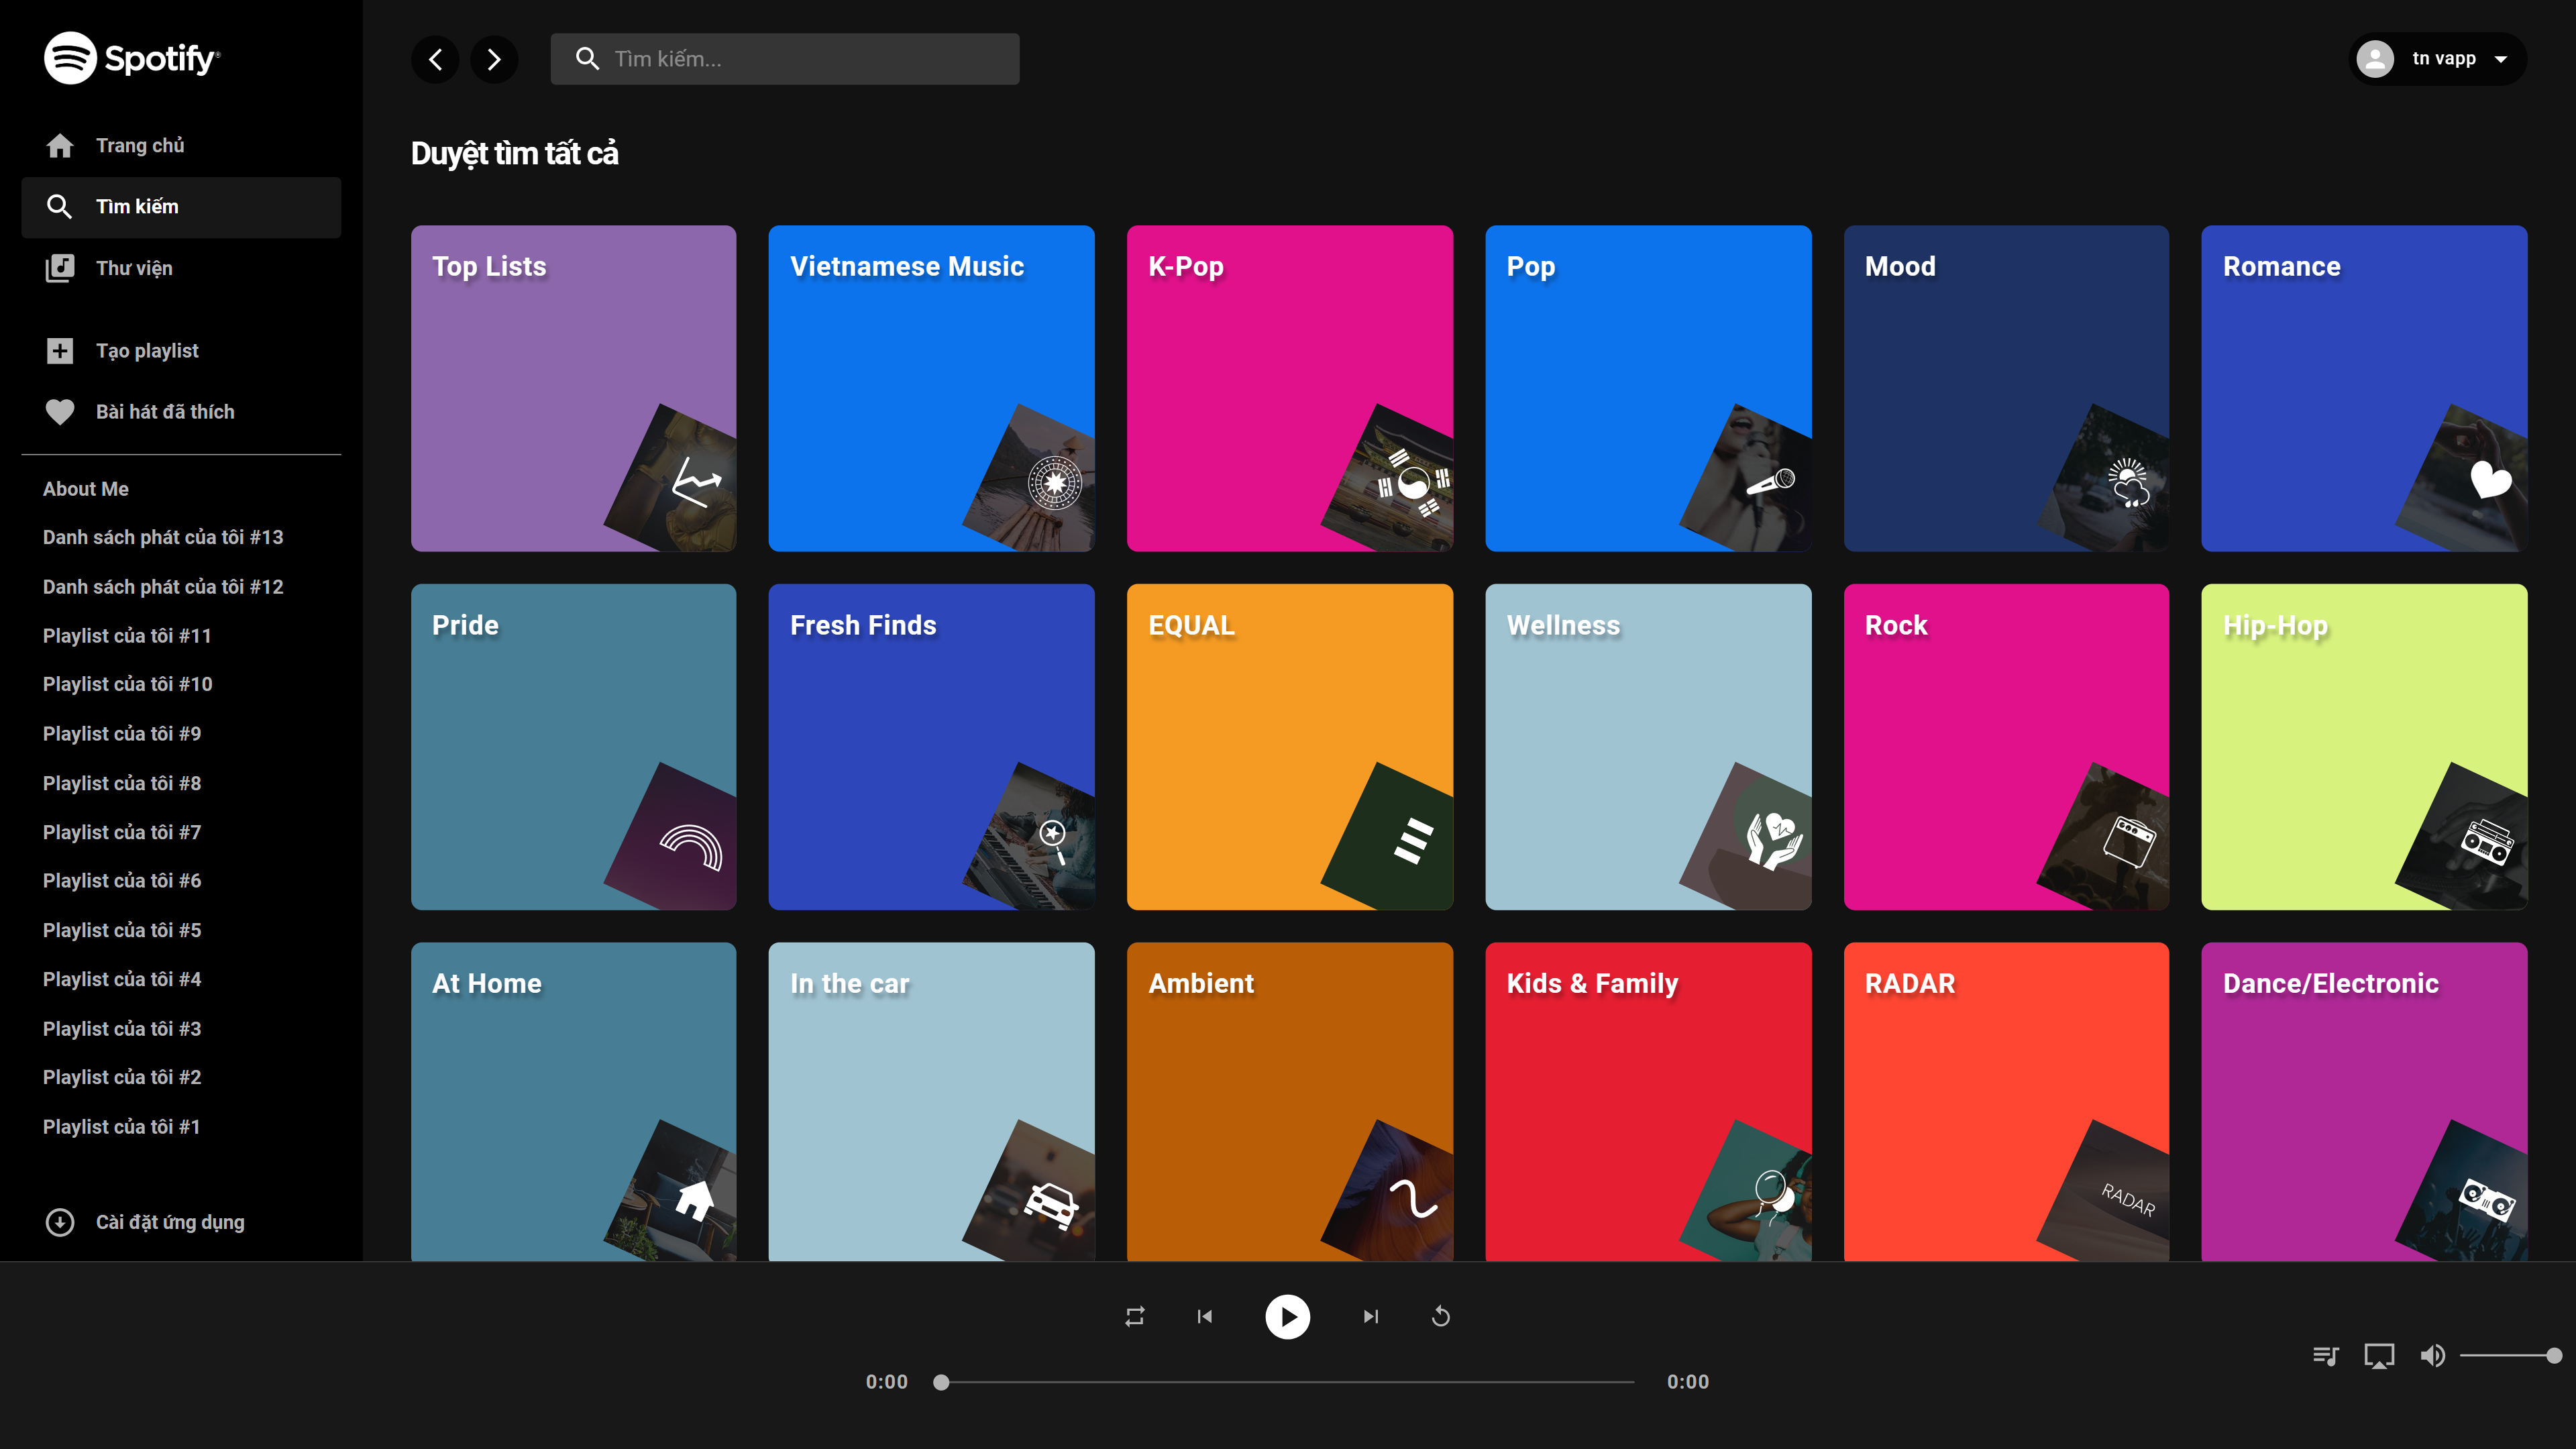 Spotify®
Trang chủ
Tìm kiếm
Thư viện
Tạo playlist
Bài hát đã thích
About Me
Danh sách phát của tôi #13
Danh sách phát của tôi #12
Playlist của tôi #11
Playlist của tôi #10
Playlist của tôi #9
Playlist của tôi #8
Playlist của tôi #7
Playlist của tôi #6
Playlist của tôi #5
Playlist của tôi #4
Playlist của tôi #3
Playlist của tôi #2
Playlist của tôi #1
Cài đặt ứng dụng
Tìm kiếm...
tn vapp
Duyệt tìm tất cả
Top Lists
Vietnamese Music
K-Pop
Pop
Mood
Romance
Pride
Fresh Finds
EQUAL
Wellness
Rock
Hip-Hop
At Home
In the car
Ambient
Kids & Family
RADAR
RADAR
Dance/Electronic
0:00
0:00